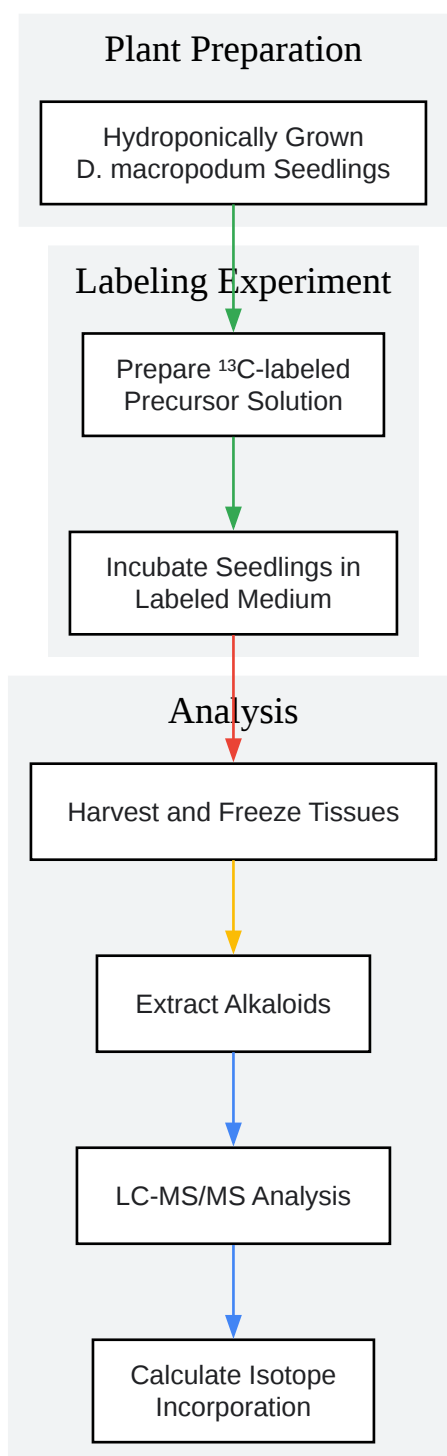 Plant Preparation
Hydroponically Grown
D. macropodum Seedlings
Labeling Experiment
Prepare ¹³C-labeled
Precursor Solution
Incubate Seedlings in
Labeled Medium
Analysis
Harvest and Freeze Tissues
Extract Alkaloids
LC-MS/MS Analysis
Calculate Isotope
Incorporation